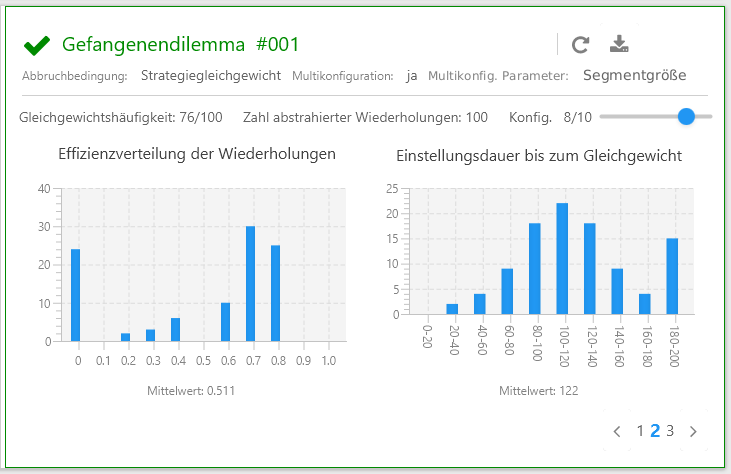 Gefangenendilemma #001
Abbruchbedingung: Strategiegleichgewicht Multikonfiguration: ja Multikonfig. Parameter: Segmentgröße
Gleichgewichtshäufigkeit: 76/100 Zahl abstrahierter Wiederholungen: 100 Konfig. 8/10
Effizienzverteilung der Wiederholungen
40
30
20
10
0
0 0.1 0.2 0.3 0.4 0.5 0.6 0.7 0.8 0.9 1.0
Mittelwert: 0.511
Einstellungsdauer bis zum Gleichgewicht
25
20
15
10
5
0
0-20 20-40 40-60 60-80 80-100 100-120 120-140 140-160 160-180 180-200
Mittelwert: 122
1 2 3